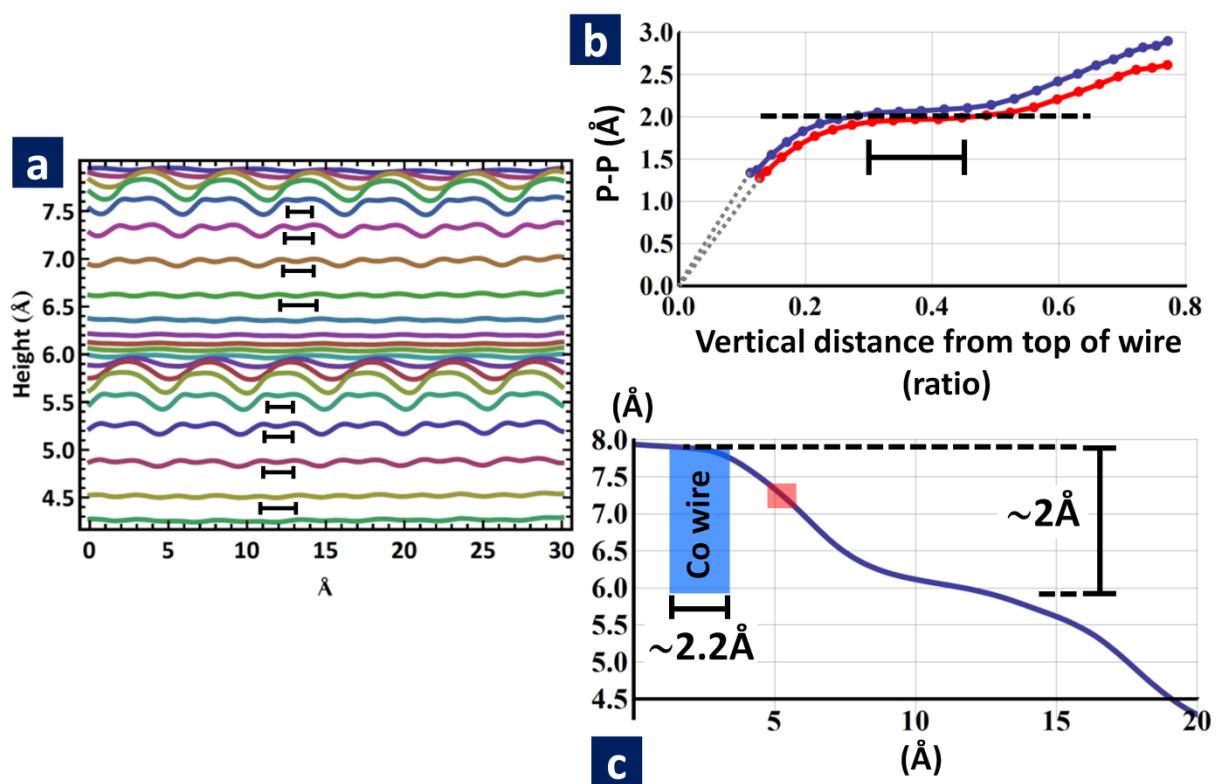 a
Height (Å)
7.5
7.0
6.5
6.0
5.5
5.0
4.5
0 5 10 15 20 25 30
Å
b
P-P (Å)
3.0
2.5
2.0
1.5
1.0
0.5
0.0
0.0 0.2 0.4 0.6 0.8
Vertical distance from top of wire
(ratio)
(Å)
8.0
7.5
7.0
6.5
6.0
5.5
5.0
4.5
Co wire
~2.2Å
~2Å
5 10 15 20
(Å)
c